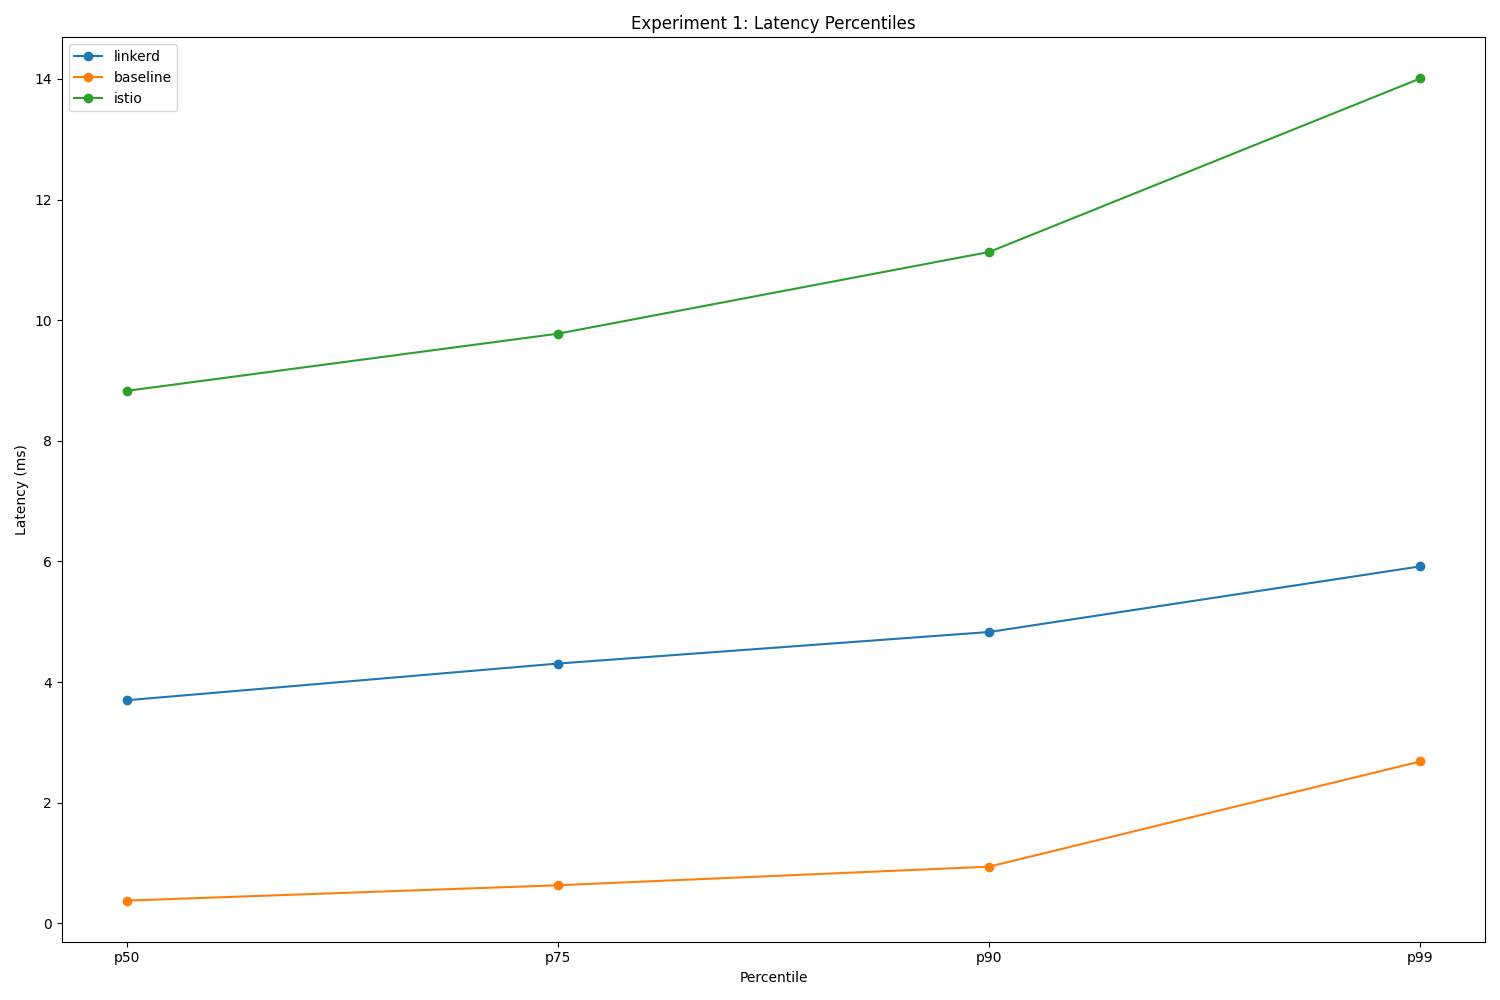 Experiment 1: Latency Percentiles
linkerd
baseline
istio
14
12
10
8
6
4
2
0
Latency (ms)
p50 p75 p90 p99
Percentile